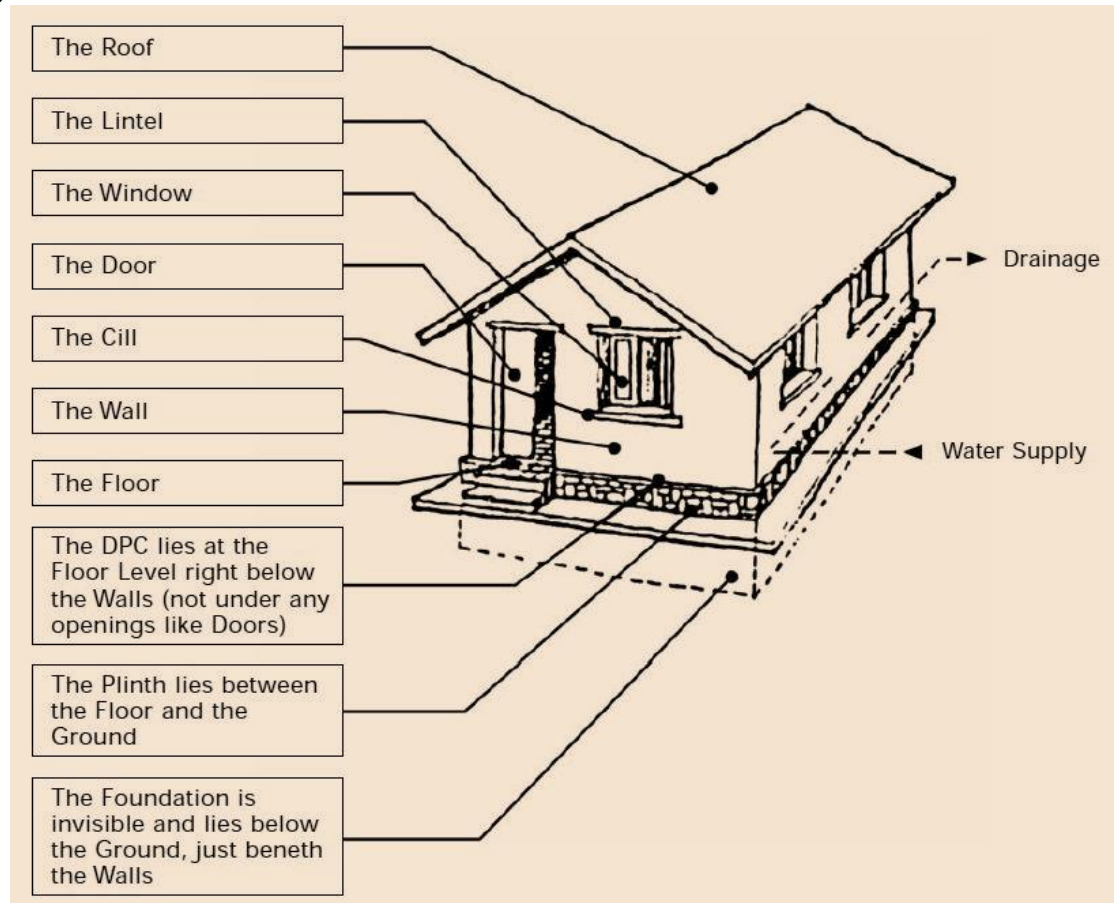 The Roof
The Lintel
The Window
The Door
The Cill
The Wall
The Floor
The DPC lies at the
Floor Level right below
the Walls (not under any
openings like Doors)
The Plinth lies between
the Floor and the
Ground
The Foundation is
invisible and lies below
the Ground, just beneth
the Walls
Drainage
Water Supply